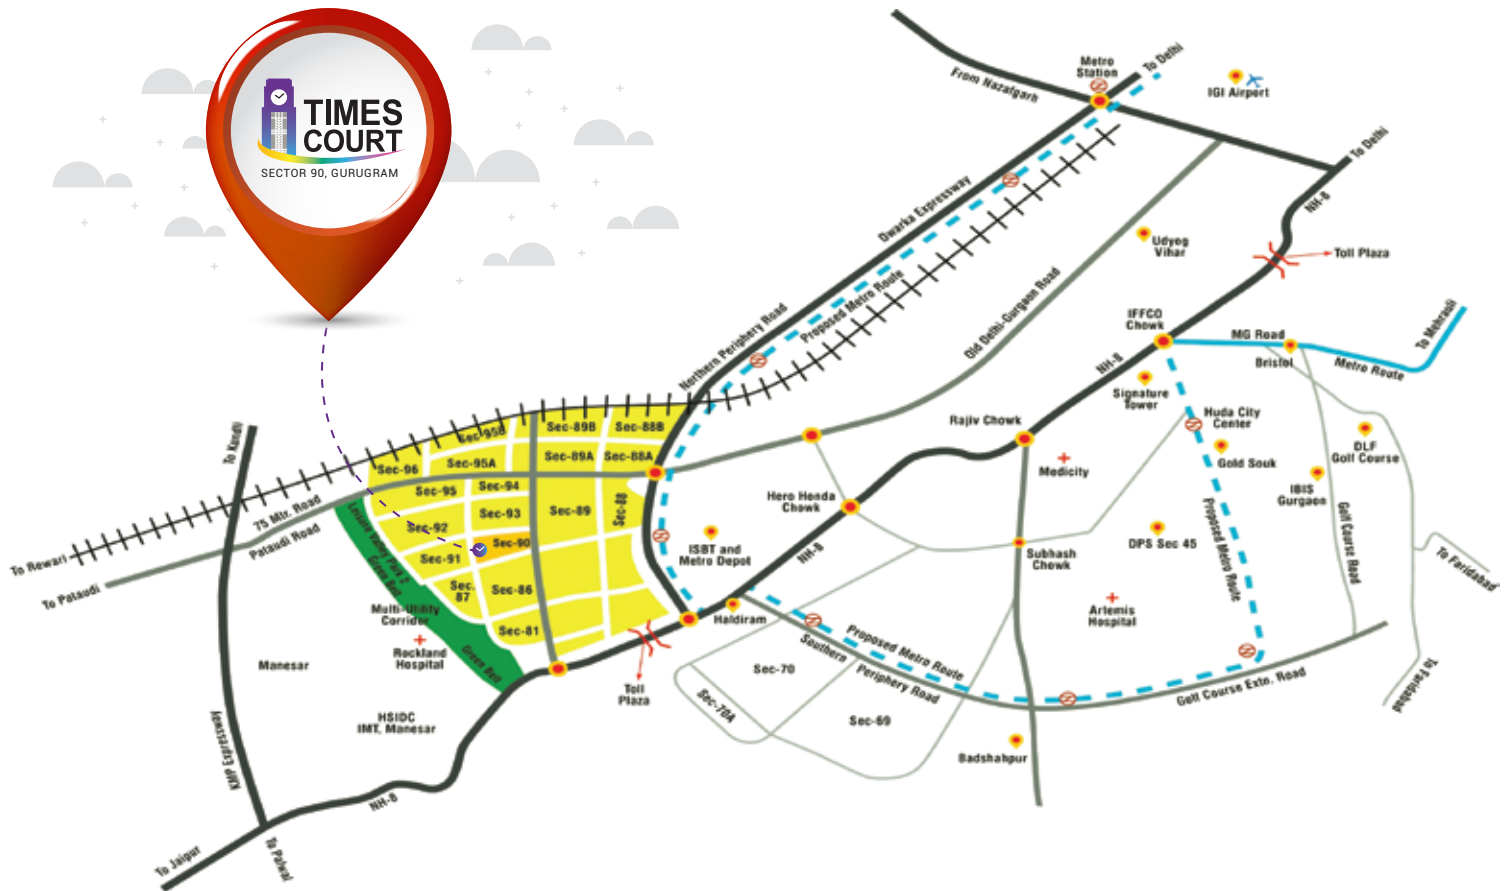 TIMES
COURT
SECTOR 90, GURUGRAM
From Nazafgarh
Metro
Station
To Delhi
IGI Airport
To Delhi
NH-8
Toll Plaza
Dwarka Expressway
Udyog
Vihar
Proposed Metro Route
Northern Periphery Road
Old Delhi-Gurgaon Road
IFFCO
Chowk
MG Road
Bristol
Metro Route
To Mehrauli
NH-8
Signature
Tower
Huda City
Center
Gold Souk
DLF
Golf Course
IBIS
Gurgaon
Rajiv Chowk
Medicity
Hero Honda
Chowk
DPS Sec 45
Proposed Metro Route
Golf Course Road
To Faridabad
To Faridabad
Subhash
Chowk
Artemis
Hospital
NH-8
ISBT and
Metro Depot
Haldiram
To Kundli
Sec-95B
Sec-89B
Sec-88B
Sec-96
Sec-95A
Sec-89A
Sec-88A
Sec-95
Sec-94
Sec-93
Sec-89
Sec-88
Sec-92
Sec-90
Sec-91
Sec.
87
Sec-86
Sec-81
75 Mtr. Road
Pataudi Road
To Rewari
To Pataudi
Leisure Valley Park 2
Green Belt
Multi-Utility
Corridor
Rockland
Hospital
Green Belt
Manesar
HSIDC
IMT, Manesar
Toll
Plaza
Sec-70
Sec-70A
Sec-69
Southern
Periphery Road
Proposed Metro Route
Golf Course Extn. Road
Badshahpur
KMP Expressway
NH-8
To Jaipur
To Palwal